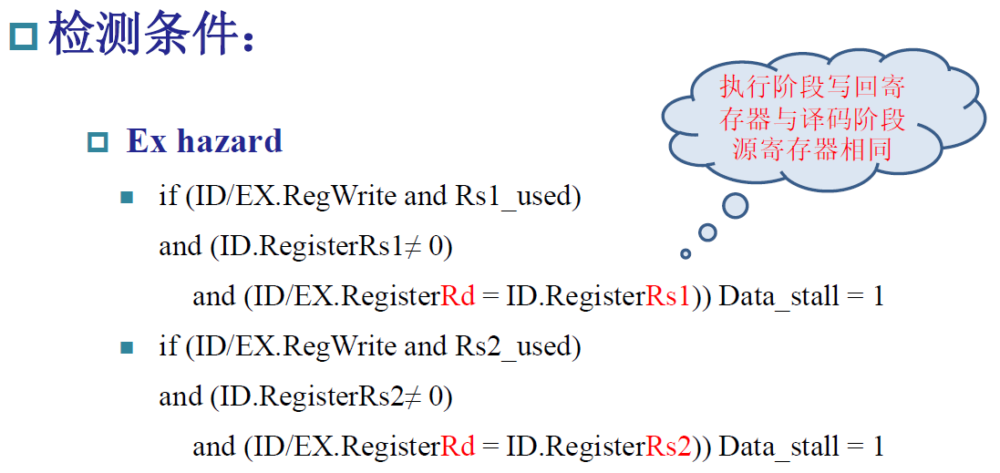 检测条件：
执行阶段写回寄
存器与译码阶段
源寄存器相同
Ex hazard
if (ID/EX.RegWrite and Rs1_used)
and (ID.RegisterRs1≠ 0)
and (ID/EX.RegisterRd = ID.RegisterRs1)) Data_stall = 1
if (ID/EX.RegWrite and Rs2_used)
and (ID.RegisterRs2≠ 0)
and (ID/EX.RegisterRd = ID.RegisterRs2)) Data_stall = 1